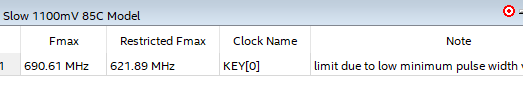 Slow 1100mV 85C Model
Fmax Restricted Fmax Clock Name Note
1 690.61 MHz 621.89 MHz KEY[0] limit due to low minimum pulse width